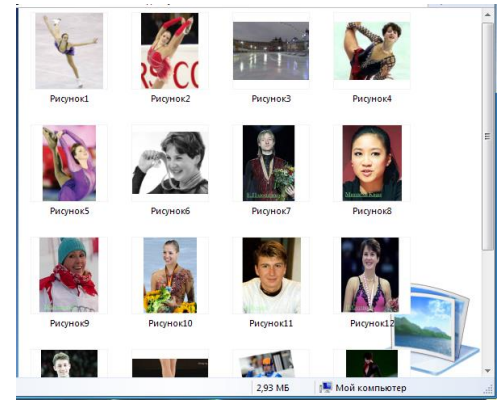 Рисунок1 Рисунок2 Рисунок3 Рисунок4
Рисунок5 Рисунок6 Рисунок7 Рисунок8
Рисунок9 Рисунок10 Рисунок11 Рисунок12
2,93 МБ Мой компьютер